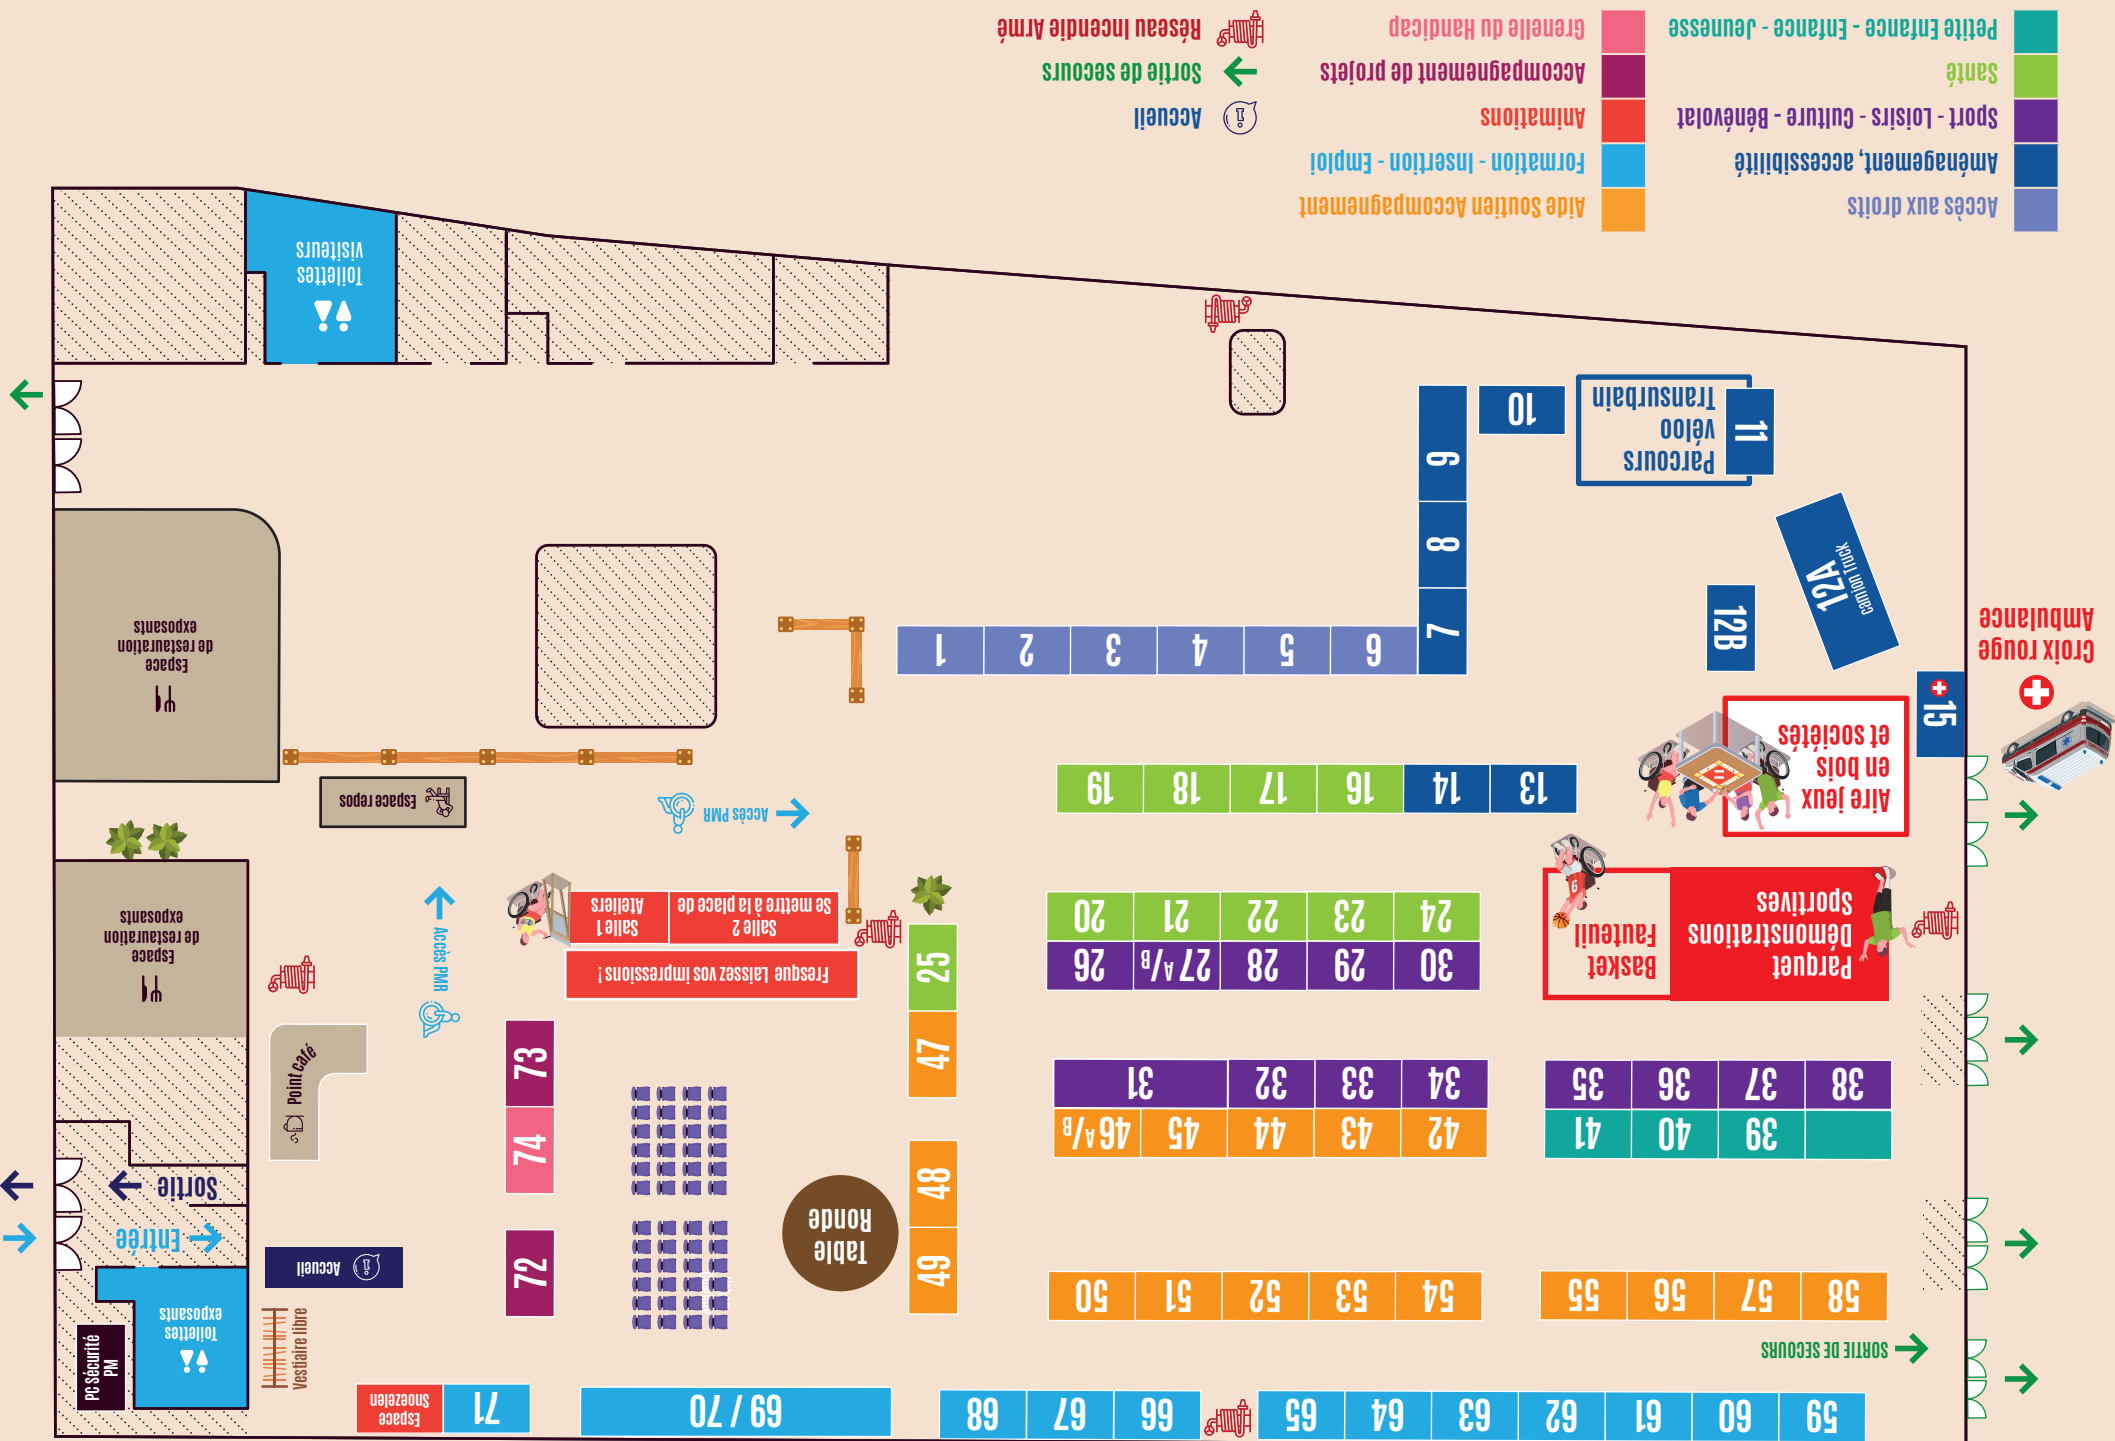 59
60
61
62
63
64
65
66
67
68
69 / 70
71
Espace
Snoezelen
SORTIE DE SECOURS
58
57
56
55
54
53
52
51
50
49
48
47
25
Table
Ronde
72
74
73
Vestiaire libre
PC Sécurité
PM
Toilettes
exposants
Accueil
Entrée
Sortie
Point café
39
40
41
38
37
36
35
42
43
44
45
46 A/B
34
33
32
31
30
29
28
27 A/B
26
24
23
22
21
20
Parquet
Démonstrations
Sportives
Basket
Fauteuil
6
Fresque Laissez vos impressions !
Salle 2
Se mettre à la place de
Salle 1
Ateliers
Accès PMR
Accès PMR
Espace
de restauration
exposants
Espace repos
13
14
16
17
18
19
Aire jeux
en bois
et sociétés
15
Croix rouge
Ambulance
12B
12A
camion Truck
7
8
9
6
5
4
3
2
1
Espace
de restauration
exposants
Parcours
véloo
Transurbain
11
10
Toilettes
visiteurs
Accès aux droits
Aménagement, accessibilité
Sport - Loisirs - Culture - Bénévolat
Santé
Petite Enfance - Enfance - Jeunesse
Aide Soutien Accompagnement
Formation - Insertion - Emploi
Animations
Accompagnement de projets
Grenelle du Handicap
Accueil
Sortie de secours
Réseau Incendie Armé